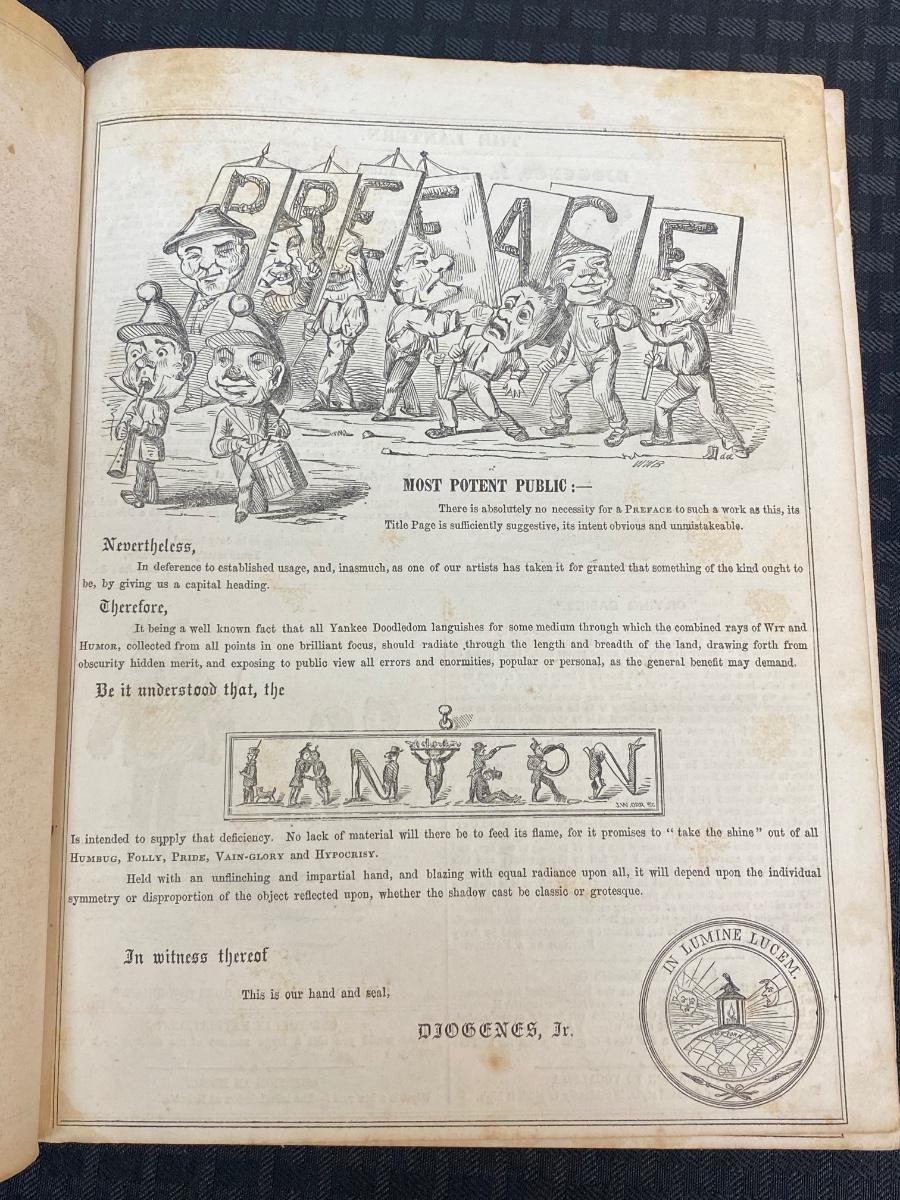 PREEFASE
MOST POTENT PUBLIC :—
There is absolutely no necessity for a PREFACE to such a work as this, its
Title Page is sufficiently suggestive, its intent obvious and unmistakeable.
Nevertheless,
In deference to established usage, and, inasmuch, as one of our artists has taken it for granted that something of the kind ought to
be, by giving us a capital heading.
Therefore,
It being a well known fact that all Yankee Doodledom languishes for some medium through which the combined rays of WIT and
HUMOR, collected from all points in one brilliant focus, should radiate through the length and breadth of the land, drawing forth from
obscurity hidden merit, and exposing to public view all errors and enormities, popular or personal, as the general benefit may demand.
Be it understood that, the
LANTERN
J.W.ORR SC.
Is intended to supply that deficiency. No lack of material will there be to feed its flame, for it promises to "take the shine" out of all
HUMBUG, FOLLY, PRIDE, VAIN-GLORY and HYPOCRISY.
Held with an unflinching and impartial hand, and blazing with equal radiance upon all, it will depend upon the individual
symmetry or disproportion of the object reflected upon, whether the shadow cast be classic or grotesque.
In witness thereof
This is our hand and seal,
DIOGENES, Jr.
IN LUMINE LUCEM.